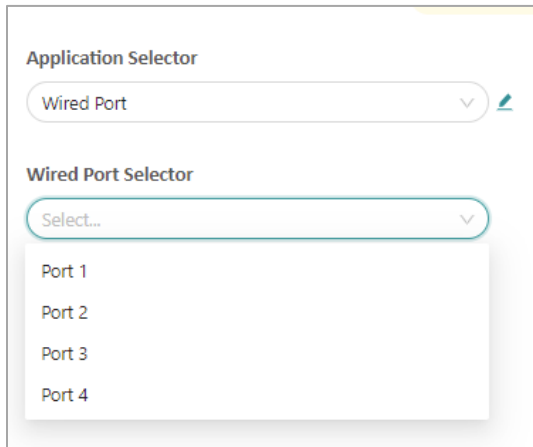 Application Selector
Wired Port
Wired Port Selector
Select...
Port 1
Port 2
Port 3
Port 4